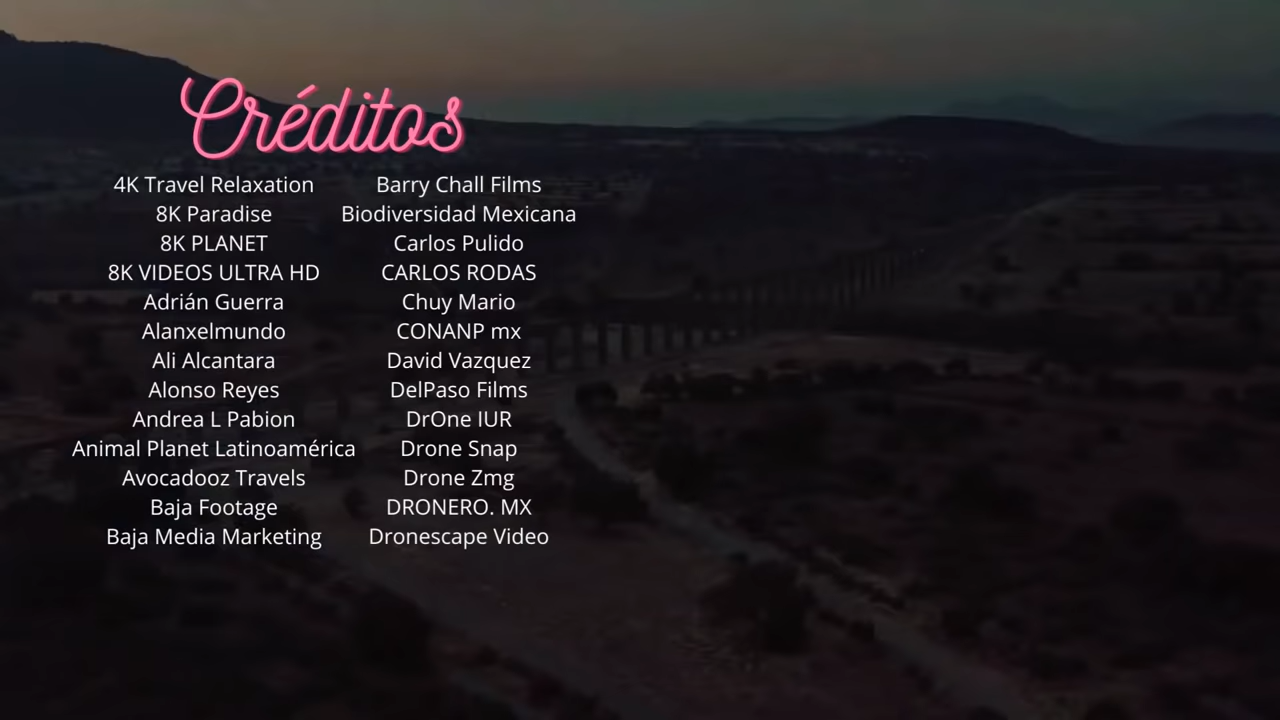 Créditos
4K Travel Relaxation
8K Paradise
8K PLANET
8K VIDEOS ULTRA HD
Adrián Guerra
Alanxelmundo
Ali Alcantara
Alonso Reyes
Andrea L Pabion
Animal Planet Latinoamérica
Avocadooz Travels
Baja Footage
Baja Media Marketing
Barry Chall Films
Biodiversidad Mexicana
Carlos Pulido
CARLOS RODAS
Chuy Mario
CONANP mx
David Vazquez
DelPaso Films
DrOne IUR
Drone Snap
Drone Zmg
DRONERO. MX
Dronescape Video